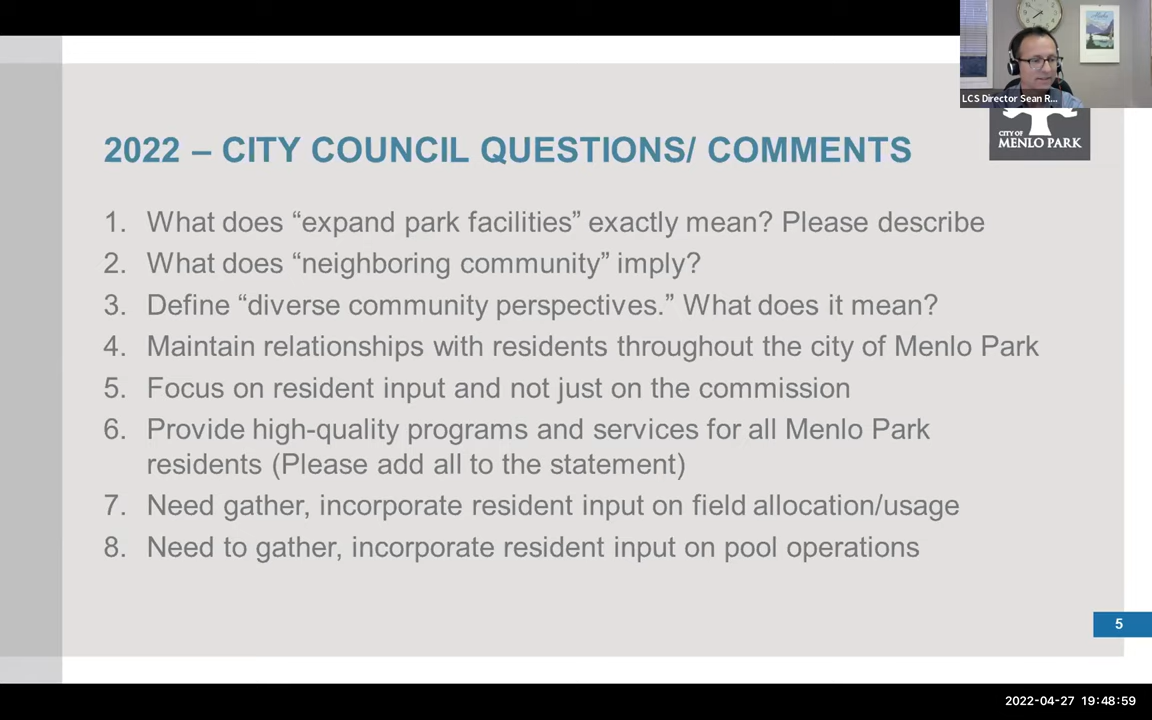 LCS Director Sean R...
CITY OF
MENLO PARK
2022 – CITY COUNCIL QUESTIONS/ COMMENTS
1. What does “expand park facilities” exactly mean? Please describe
2. What does “neighboring community” imply?
3. Define “diverse community perspectives.” What does it mean?
4. Maintain relationships with residents throughout the city of Menlo Park
5. Focus on resident input and not just on the commission
6. Provide high-quality programs and services for all Menlo Park
residents (Please add all to the statement)
7. Need gather, incorporate resident input on field allocation/usage
8. Need to gather, incorporate resident input on pool operations
5
2022-04-27 19:48:59